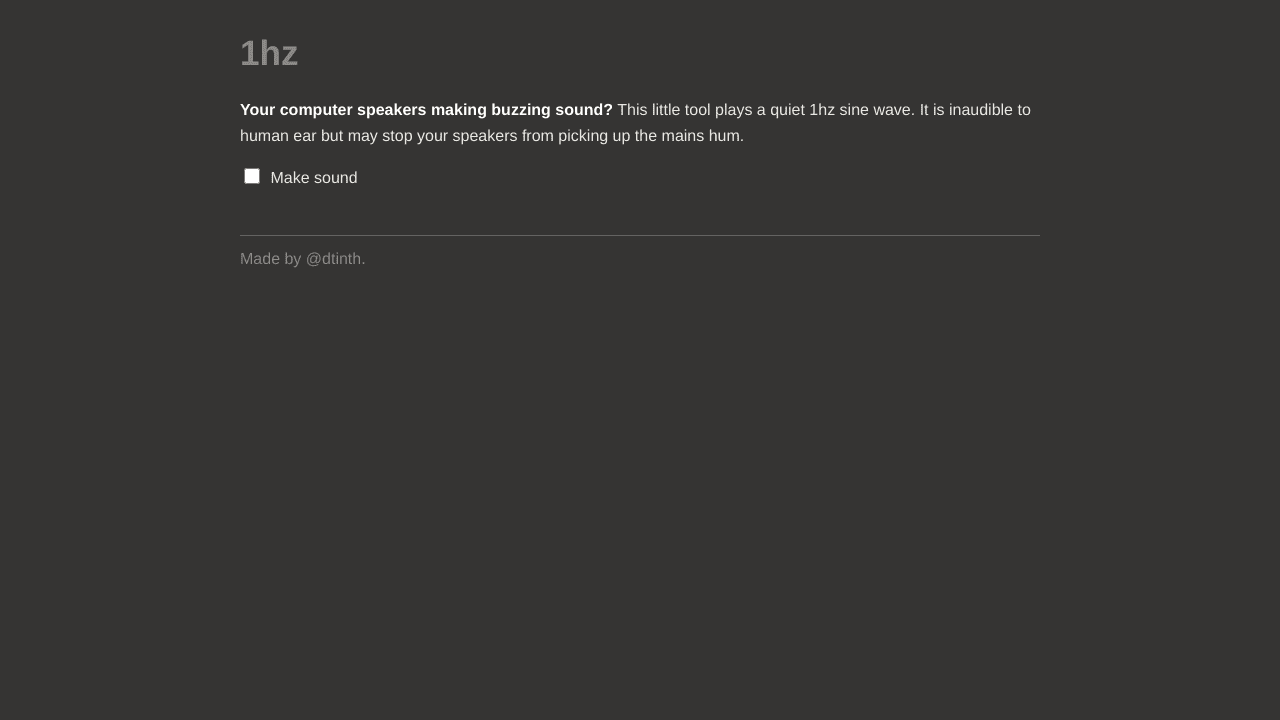 1hz
Your computer speakers making buzzing sound? This little tool plays a quiet 1hz sine wave. It is inaudible to
human ear but may stop your speakers from picking up the mains hum.
Make sound
Made by @dtinth.